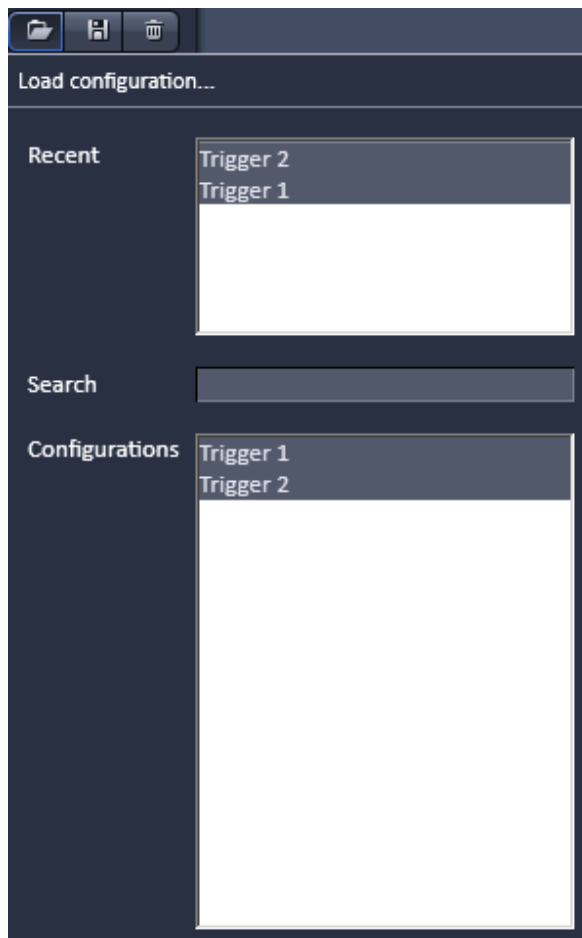 Load configuration...
Recent
Trigger 2
Trigger 1
Search
Configurations
Trigger 1
Trigger 2